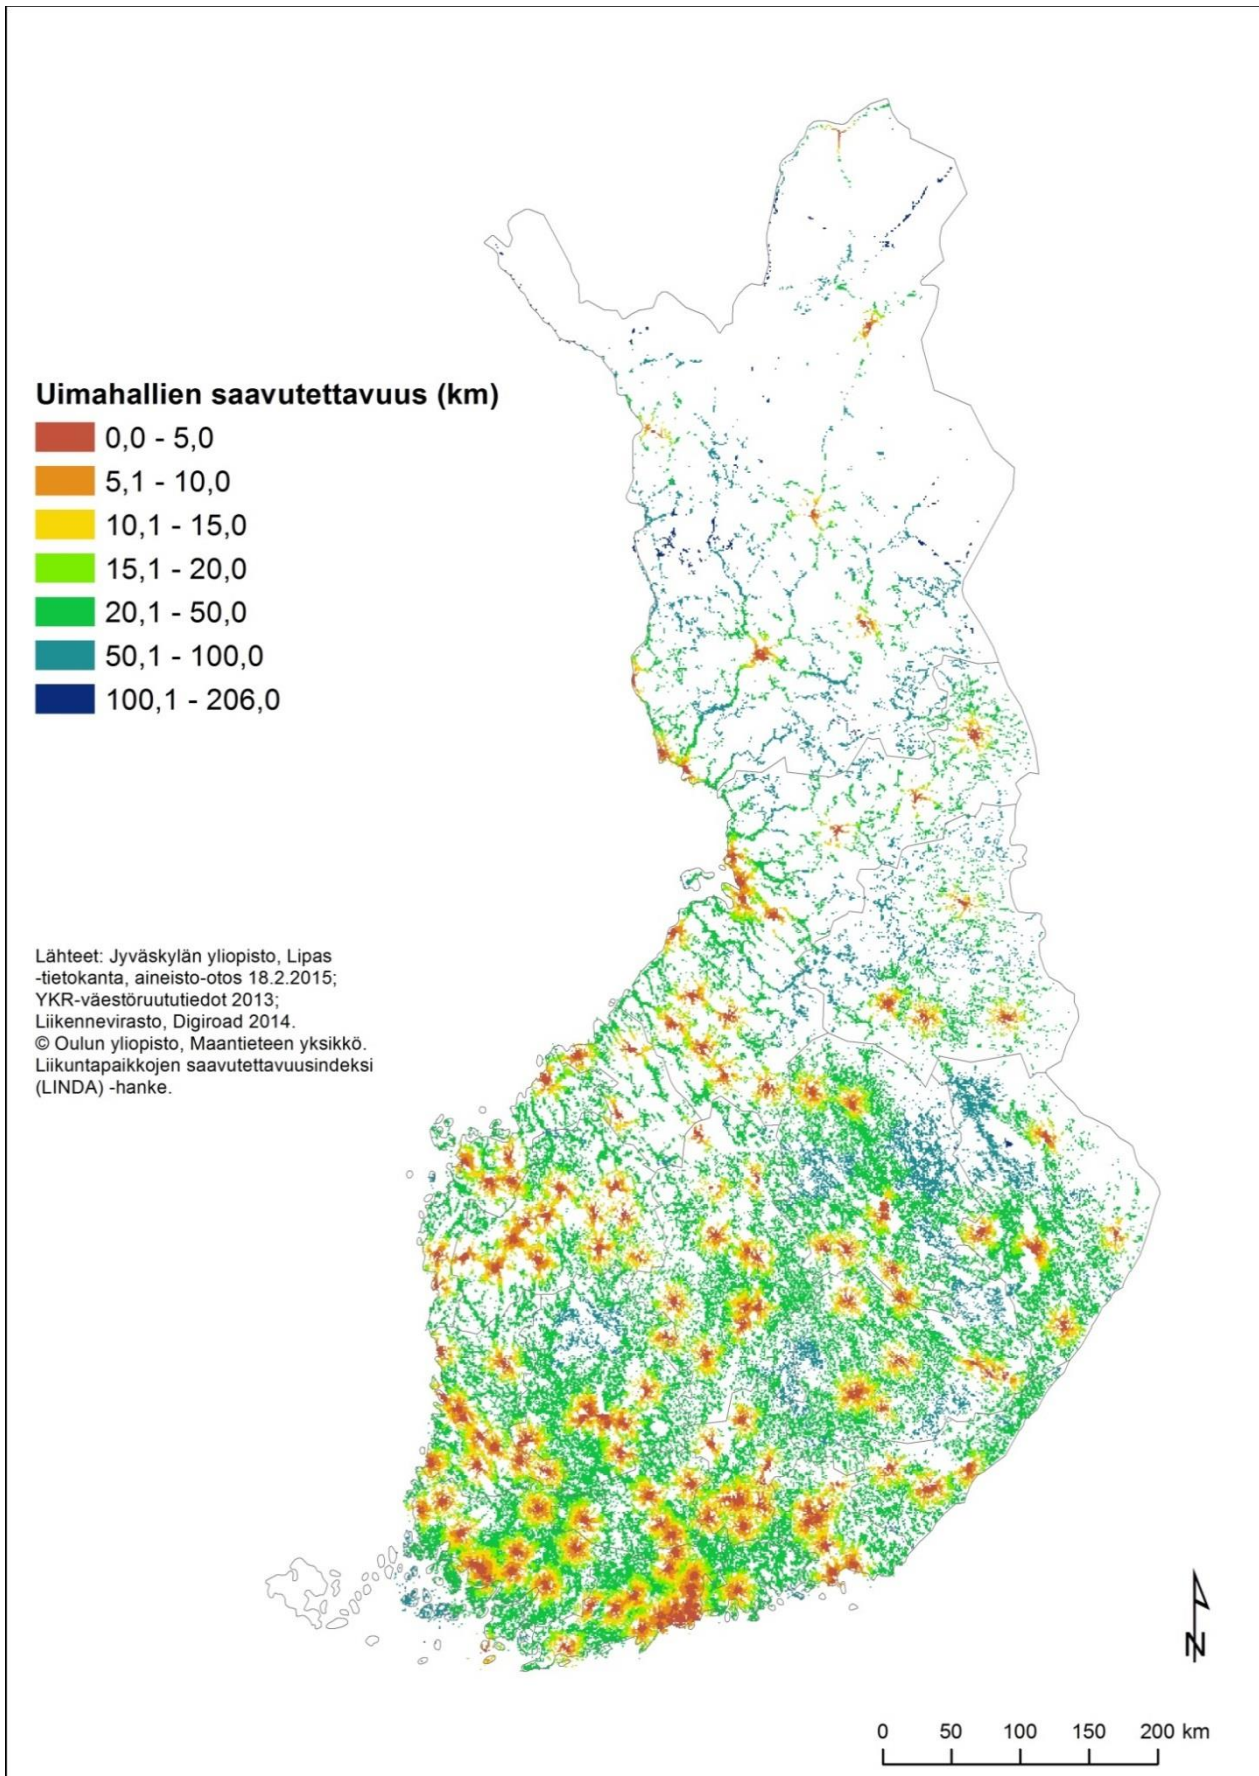 Uimahallien saavutettavuus (km)
0,0 - 5,0
5,1 - 10,0
10,1 - 15,0
15,1 - 20,0
20,1 - 50,0
50,1 - 100,0
100,1 - 206,0
Lähteet: Jyväskylän yliopisto, Lipas
-tietokanta, aineisto-otos 18.2.2015;
YKR-väestöruututiedot 2013;
Liikennevirasto, Digiroad 2014.
© Oulun yliopisto, Maantieteen yksikkö.
Liikuntapaikkojen saavutettavuusindeksi
(LINDA) -hanke.
N
0 50 100 150 200 km